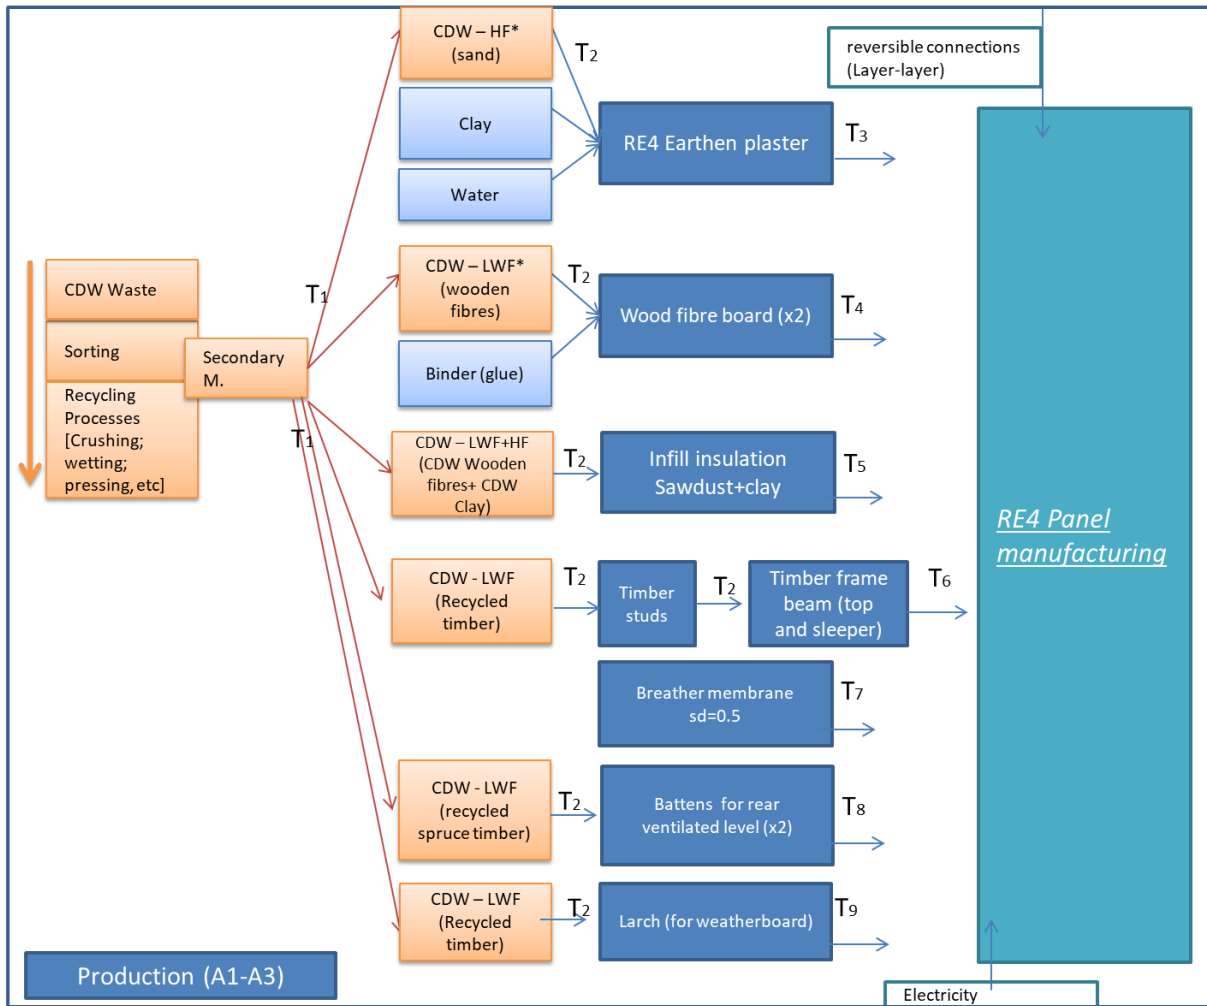 CDW – HF*
(sand)
T2
reversible connections
(Layer-layer)
Clay
RE4 Earthen plaster
T3
Water
CDW Waste
Sorting
Recycling
Processes
[Crushing;
wetting;
pressing, etc]
Secondary
M.
T1
T1
CDW – LWF*
(wooden
fibres)
T2
Wood fibre board (x2)
T4
Binder (glue)
CDW – LWF+HF
(CDW Wooden
fibres+ CDW
Clay)
T2
Infill insulation
Sawdust+clay
T5
RE4 Panel
manufacturing
CDW - LWF
(Recycled
timber)
T2
Timber
studs
T2
Timber frame
beam (top
and sleeper)
T6
Breather membrane
sd=0.5
T7
CDW - LWF
(recycled
spruce timber)
T2
Battens for rear
ventilated level (x2)
T8
CDW – LWF
(Recycled
timber)
T2
Larch (for weatherboard)
T9
Production (A1-A3)
Electricity